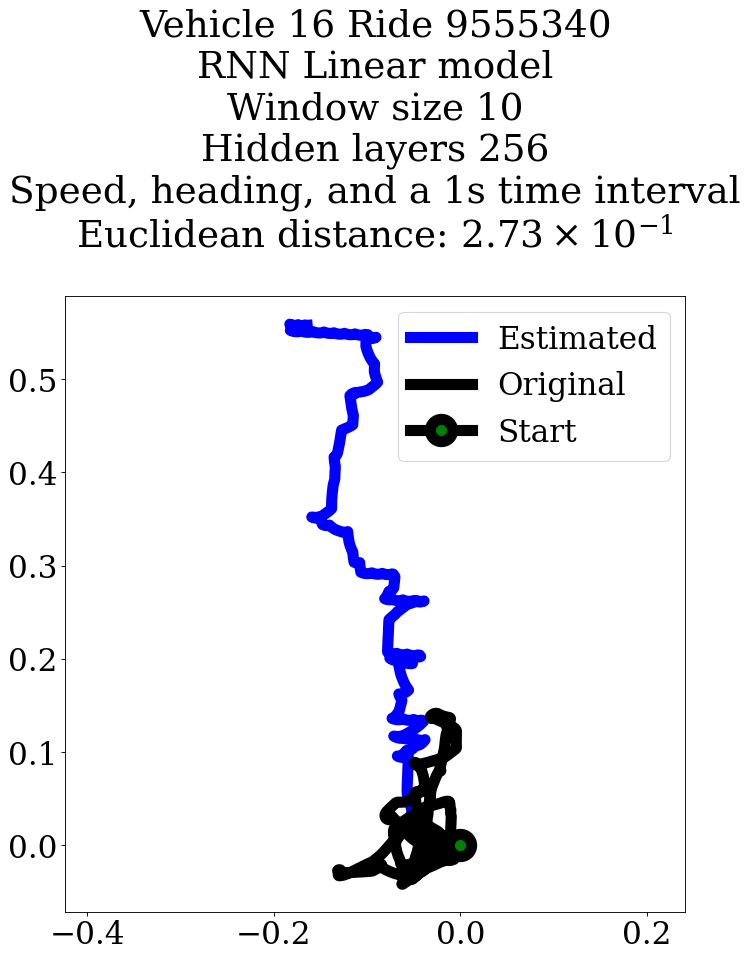 Vehicle 16 Ride 9555340
RNN Linear model
Window size 10
Hidden layers 256
Speed, heading, and a 1s time interval
Euclidean distance: 2.73 × 10⁻¹
Estimated
Original
Start
0.5
0.4
0.3
0.2
0.1
0.0
−0.4
−0.2
0.0
0.2